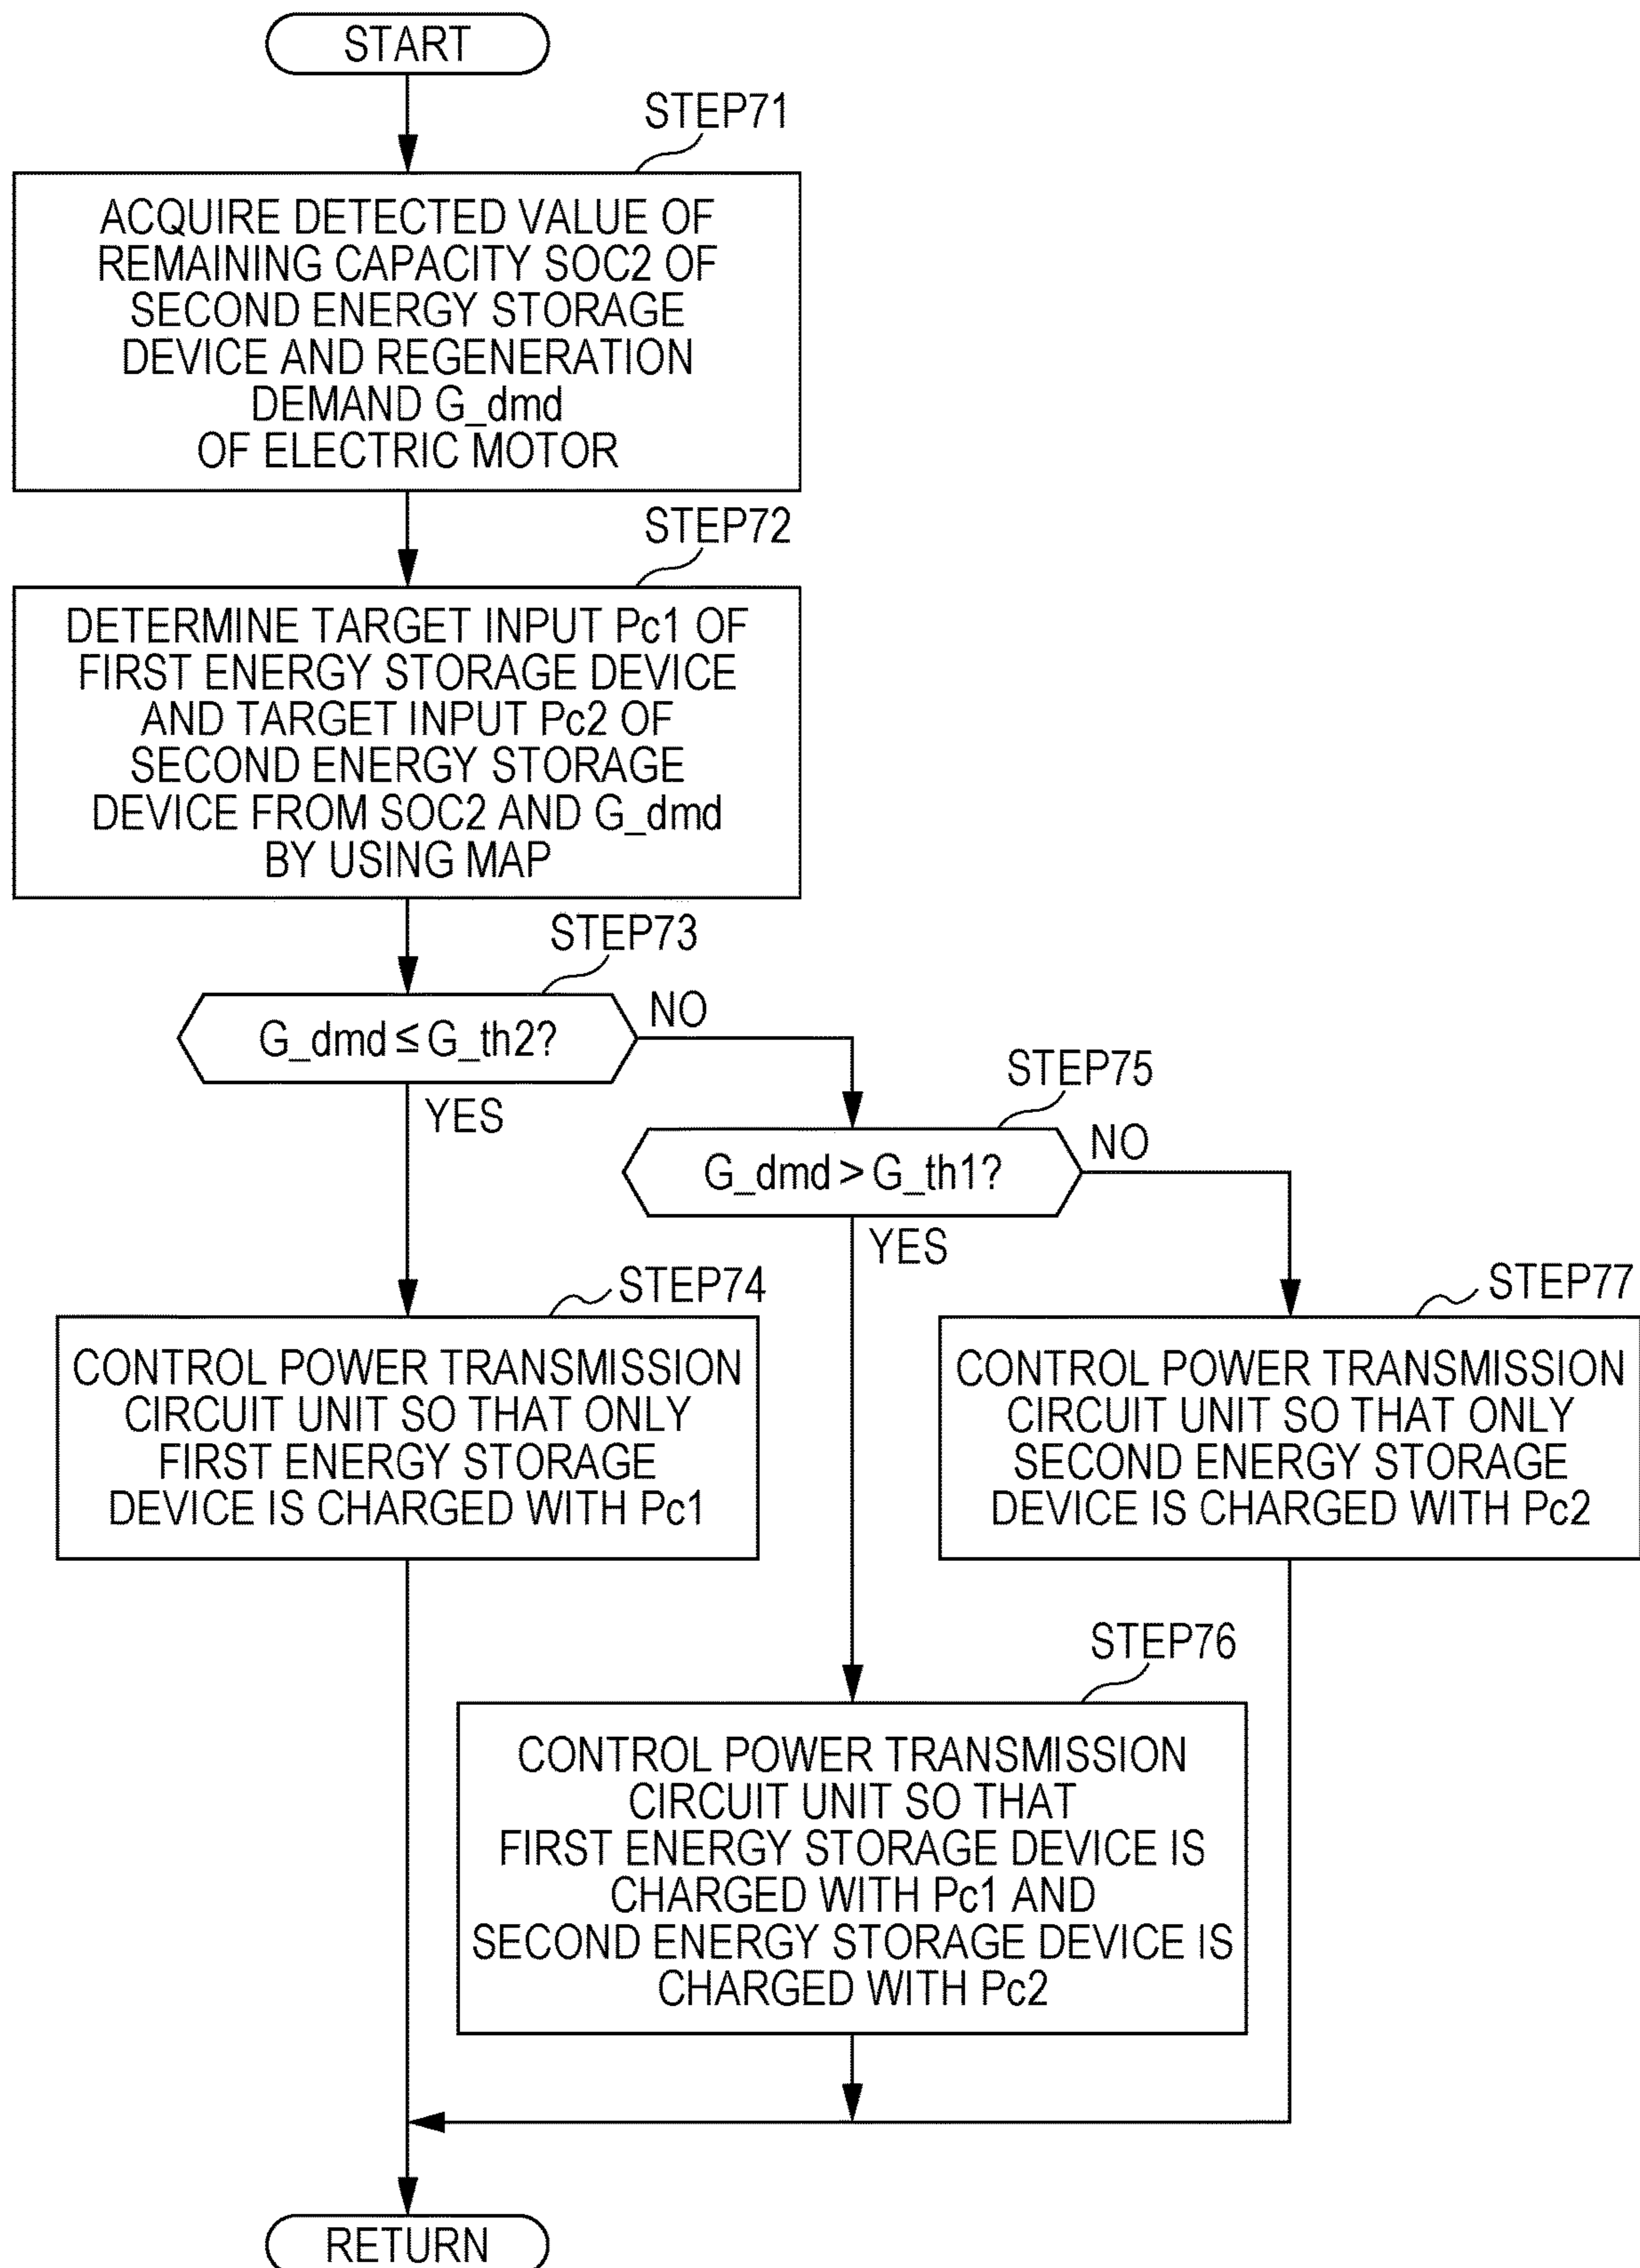 START
STEP71
ACQUIRE DETECTED VALUE OF
REMAINING CAPACITY SOC2 OF
SECOND ENERGY STORAGE
DEVICE AND REGENERATION
DEMAND G_dmd
OF ELECTRIC MOTOR
STEP72
DETERMINE TARGET INPUT Pc1 OF
FIRST ENERGY STORAGE DEVICE
AND TARGET INPUT Pc2 OF
SECOND ENERGY STORAGE
DEVICE FROM SOC2 AND G_dmd
BY USING MAP
STEP73
G_dmd ≤ G_th2?
NO
YES
STEP75
G_dmd > G_th1?
NO
YES
STEP74
CONTROL POWER TRANSMISSION
CIRCUIT UNIT SO THAT ONLY
FIRST ENERGY STORAGE
DEVICE IS CHARGED WITH Pc1
STEP77
CONTROL POWER TRANSMISSION
CIRCUIT UNIT SO THAT ONLY
SECOND ENERGY STORAGE
DEVICE IS CHARGED WITH Pc2
STEP76
CONTROL POWER TRANSMISSION
CIRCUIT UNIT SO THAT
FIRST ENERGY STORAGE DEVICE IS
CHARGED WITH Pc1 AND
SECOND ENERGY STORAGE DEVICE IS
CHARGED WITH Pc2
RETURN